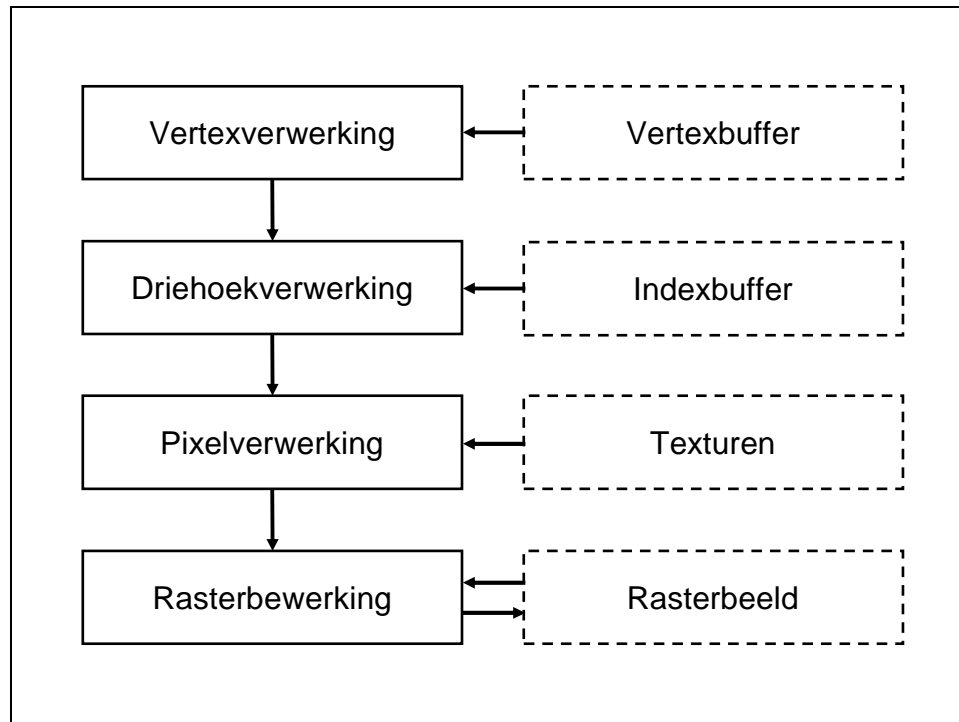 Vertexverwerking
Vertexbuffer
Driehoekverwerking
Indexbuffer
Pixelverwerking
Texturen
Rasterbewerking
Rasterbeeld